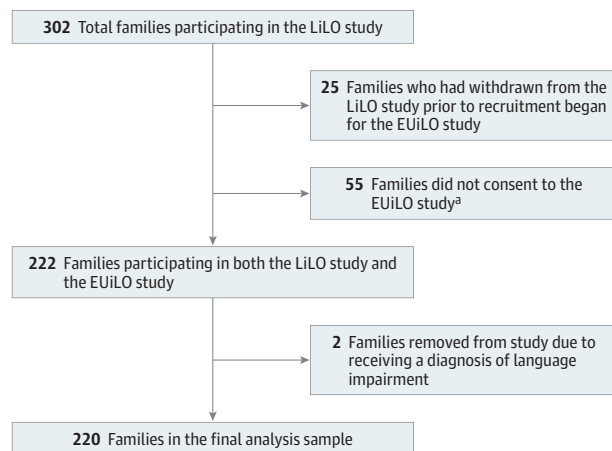 302 Total families participating in the LiLO study
25 Families who had withdrawn from the
LiLO study prior to recruitment began
for the EUiLO study
55 Families did not consent to the
EUiLO studyᵃ
222 Families participating in both the LiLO study and
the EUiLO study
2 Families removed from study due to
receiving a diagnosis of language
impairment
220 Families in the final analysis sample